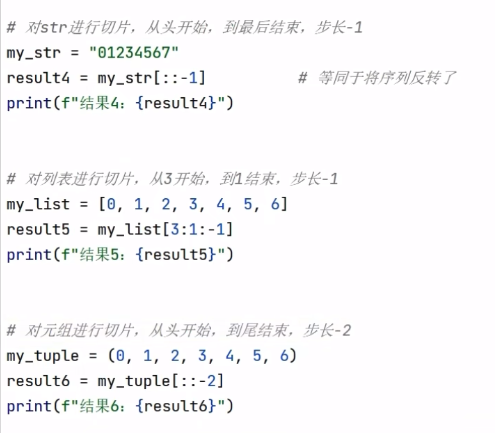 # 对str进行切片，从头开始，到最后结束，步长-1
my_str = "01234567"
result4 = my_str[::-1]          # 等同于将序列反转了
print(f"结果4：{result4}")
# 对列表进行切片，从3开始，到1结束，步长-1
my_list = [0, 1, 2, 3, 4, 5, 6]
result5 = my_list[3:1:-1]
print(f"结果5：{result5}")
# 对元组进行切片，从头开始，到尾结束，步长-2
my_tuple = (0, 1, 2, 3, 4, 5, 6)
result6 = my_tuple[::-2]
print(f"结果6：{result6}")